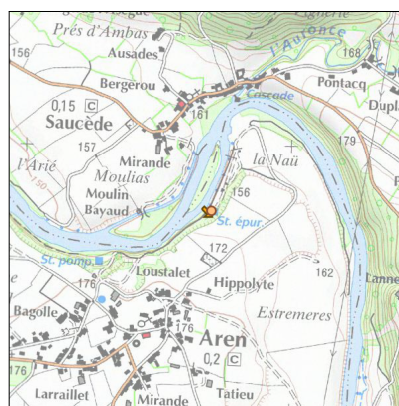 Prés d'Ambas
156
Ausades
l'Auronce
168
Bergerou
Pontacq
0,15 C
Cascade
161
Saucède
157
179
l'Arié
Mirande
la Naü
Moulias
150
Moulin
Bayaud
156
St. épur.
St. pomp.
172
Loustalet
162
176
Hippolyte
Bagolle
Estremeres
176
Aren
0,2 C
176
Larraillet
Mirande
Tatieu